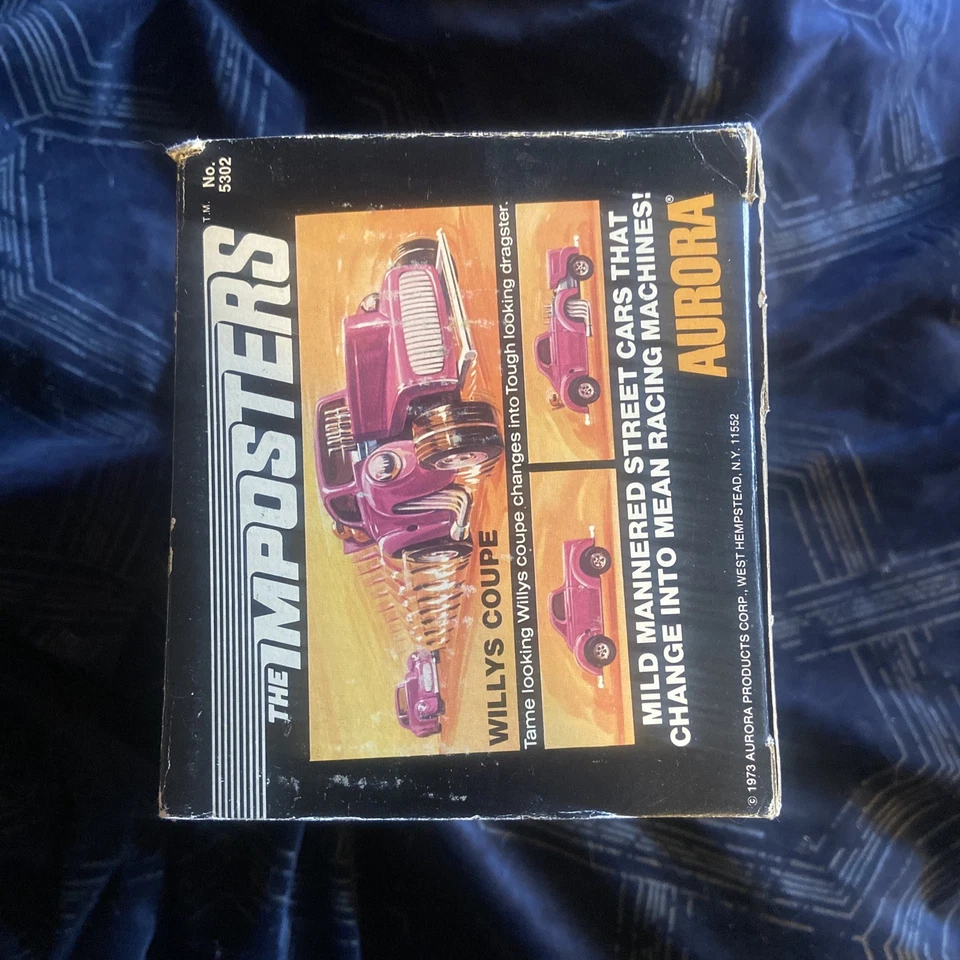 T.M. No.
5302
THE IMPOSTERS
WILLYS COUPE
Tame looking Willys coupe changes into Tough looking dragster.
MILD MANNERED STREET CARS THAT
CHANGE INTO MEAN RACING MACHINES!
AURORA®
© 1973 AURORA PRODUCTS CORP., WEST HEMPSTEAD, N.Y. 11552